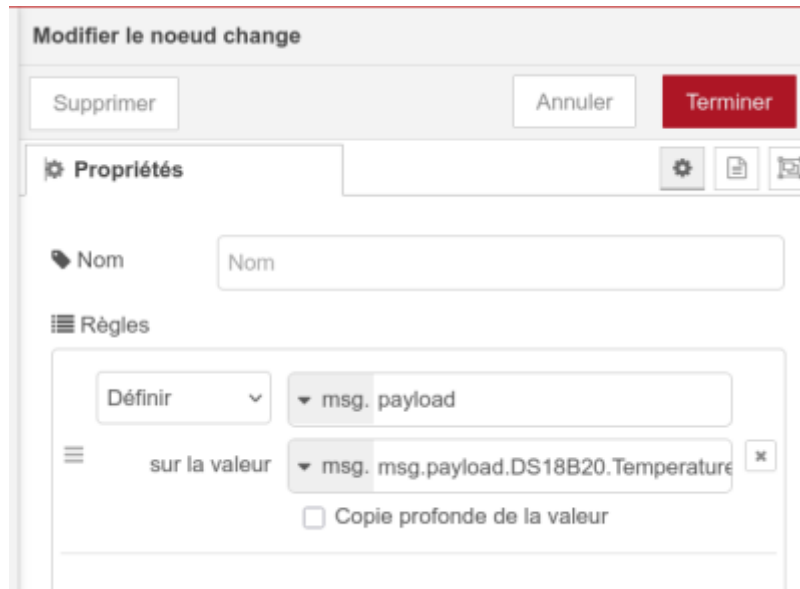 Modifier le noeud change
Supprimer Annuler Terminer
Propriétés
Nom Nom
Règles
Définir msg. payload
sur la valeur msg. msg.payload.DS18B20.Temperature
Copie profonde de la valeur